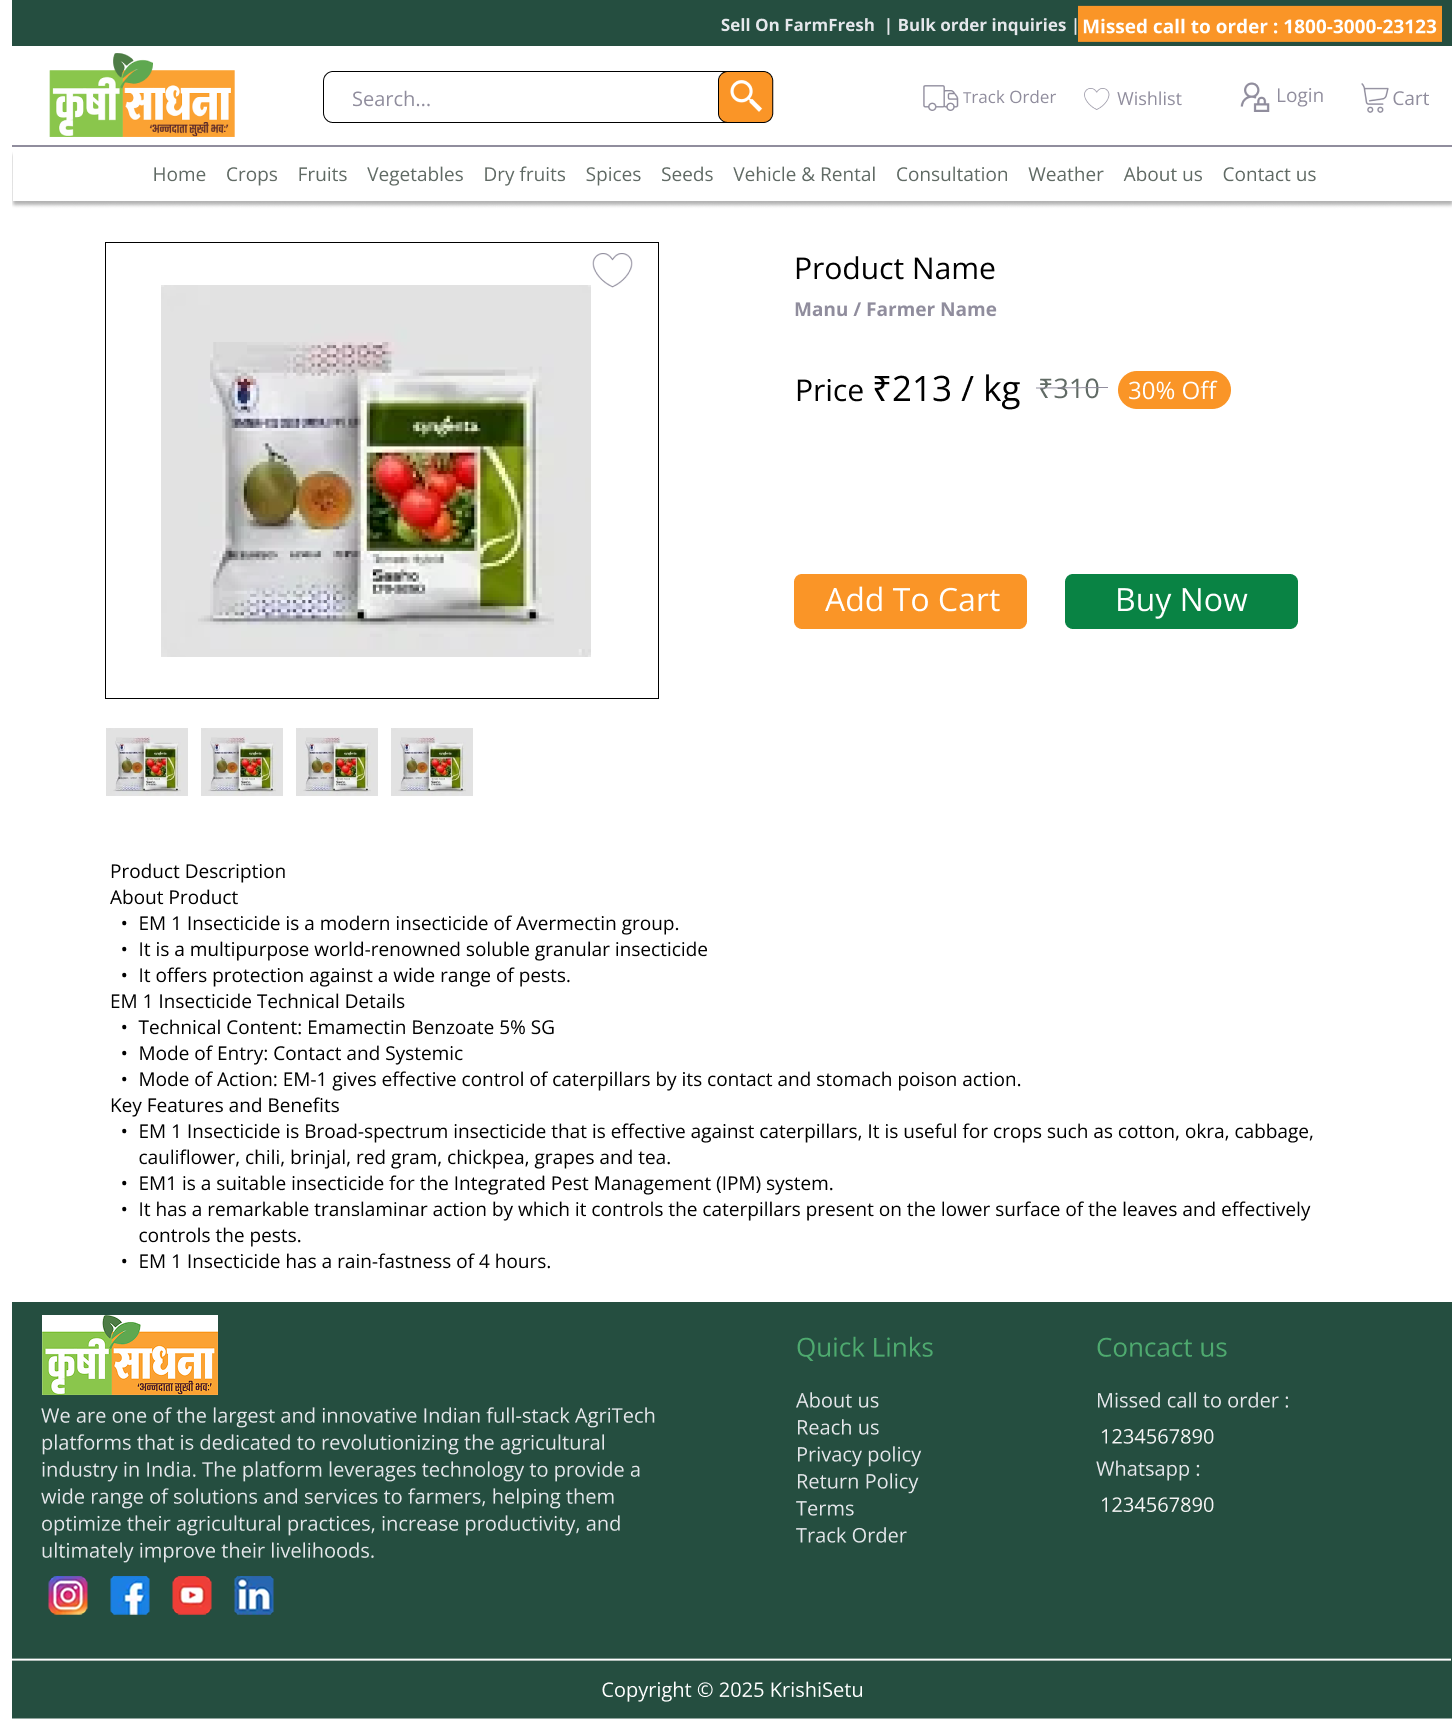 Sell On FarmFresh | Bulk order inquiries | Missed call to order : 1800-3000-23123
कृषी साधना
'अन्नदाता सुखी भवः'
Search...
Track Order
Wishlist
Login
Cart
Home Crops Fruits Vegetables Dry fruits Spices Seeds Vehicle & Rental Consultation Weather About us Contact us
syngenta
Tomato Hybrid
Saaho
Product Name
Manu / Farmer Name
Price ₹213 / kg ₹310 30% Off
Add To Cart
Buy Now
Product Description
About Product
• EM 1 Insecticide is a modern insecticide of Avermectin group.
• It is a multipurpose world-renowned soluble granular insecticide
• It offers protection against a wide range of pests.
EM 1 Insecticide Technical Details
• Technical Content: Emamectin Benzoate 5% SG
• Mode of Entry: Contact and Systemic
• Mode of Action: EM-1 gives effective control of caterpillars by its contact and stomach poison action.
Key Features and Benefits
• EM 1 Insecticide is Broad-spectrum insecticide that is effective against caterpillars, It is useful for crops such as cotton, okra, cabbage,
cauliflower, chili, brinjal, red gram, chickpea, grapes and tea.
• EM1 is a suitable insecticide for the Integrated Pest Management (IPM) system.
• It has a remarkable translaminar action by which it controls the caterpillars present on the lower surface of the leaves and effectively
controls the pests.
• EM 1 Insecticide has a rain-fastness of 4 hours.
कृषी साधना
'अन्नदाता सुखी भवः'
We are one of the largest and innovative Indian full-stack AgriTech
platforms that is dedicated to revolutionizing the agricultural
industry in India. The platform leverages technology to provide a
wide range of solutions and services to farmers, helping them
optimize their agricultural practices, increase productivity, and
ultimately improve their livelihoods.
Quick Links
About us
Reach us
Privacy policy
Return Policy
Terms
Track Order
Concact us
Missed call to order :
1234567890
Whatsapp :
1234567890
Copyright © 2025 KrishiSetu